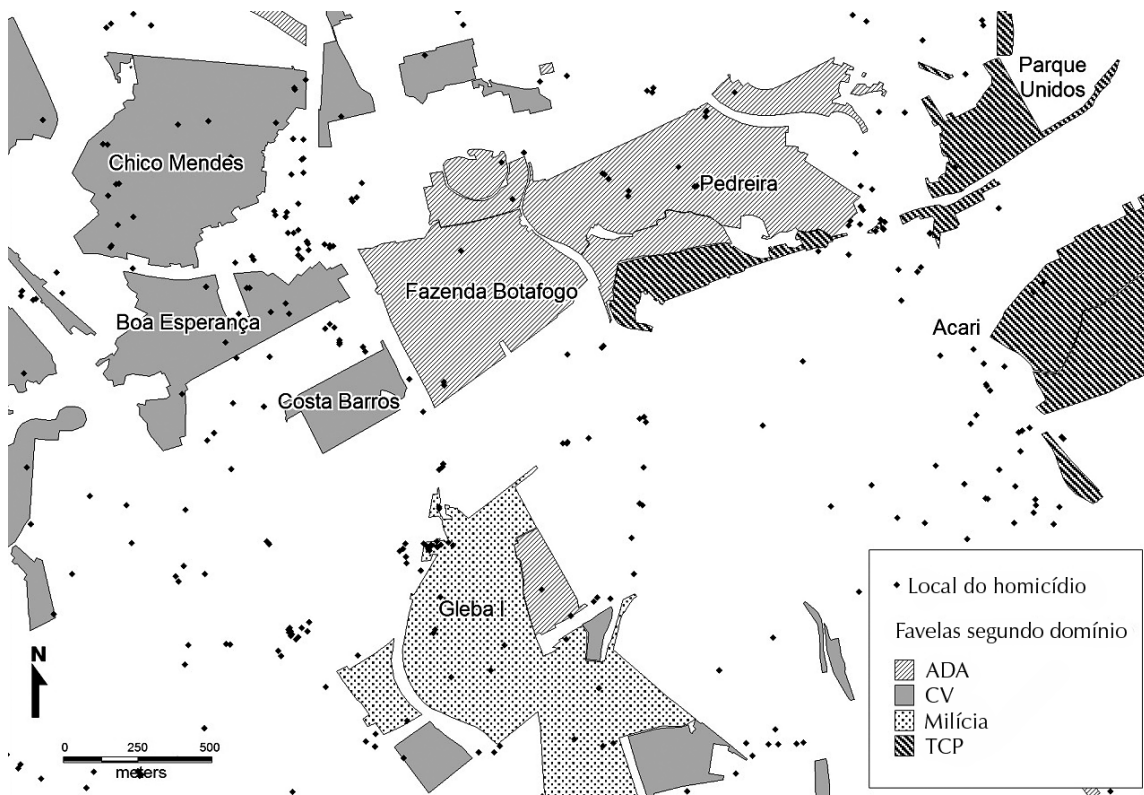 Parque
Unidos
Chico Mendes
Pedreira
Fazenda Botafogo
Boa Esperança
Acari
Costa Barros
Gleba I
Local do homicídio
Favelas segundo domínio
ADA
CV
Milícia
TCP
N
0 250 500
meters